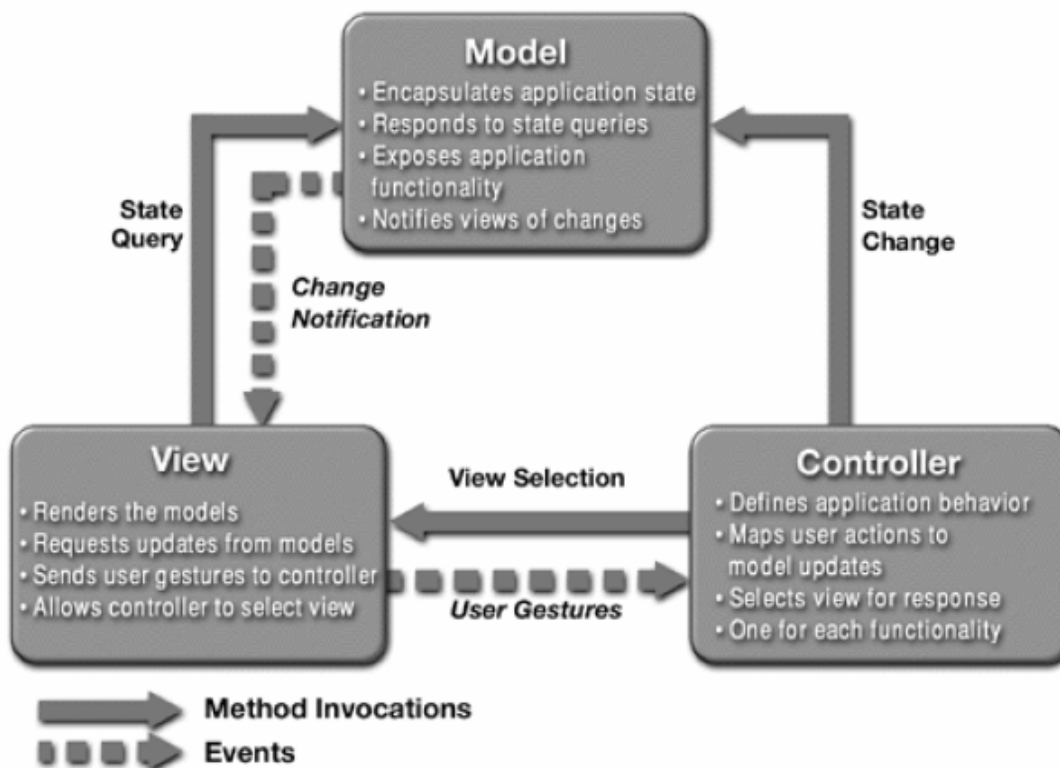 Model
• Encapsulates application state
• Responds to state queries
• Exposes application
functionality
• Notifies views of changes
State
Query
Change
Notification
State
Change
View
• Renders the models
• Requests updates from models
• Sends user gestures to controller
• Allows controller to select view
View Selection
User Gestures
Controller
• Defines application behavior
• Maps user actions to
model updates
• Selects view for response
• One for each functionality
Method Invocations
Events